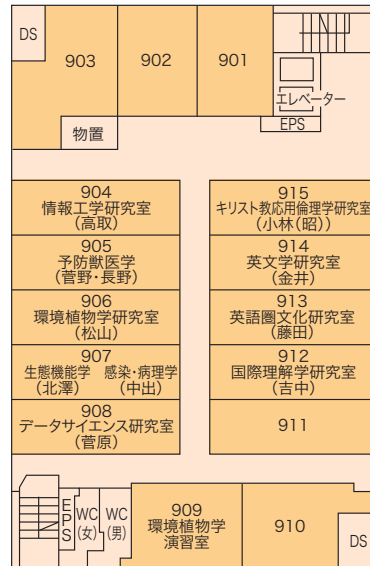 DS
903
902
901
エレベーター
EPS
物置
904
情報工学研究室
(高取)
915
キリスト教応用倫理学研究室
(小林(昭))
905
予防獣医学
(菅野・長野)
914
英文学研究室
(金井)
906
環境植物学研究室
(松山)
913
英語圏文化研究室
(藤田)
907
生態機能学 感染・病理学
(北澤) (中出)
912
国際理解学研究室
(吉中)
908
データサイエンス研究室
(菅原)
911
EPS
WC
(女)
WC
(男)
909
環境植物学
演習室
910
DS